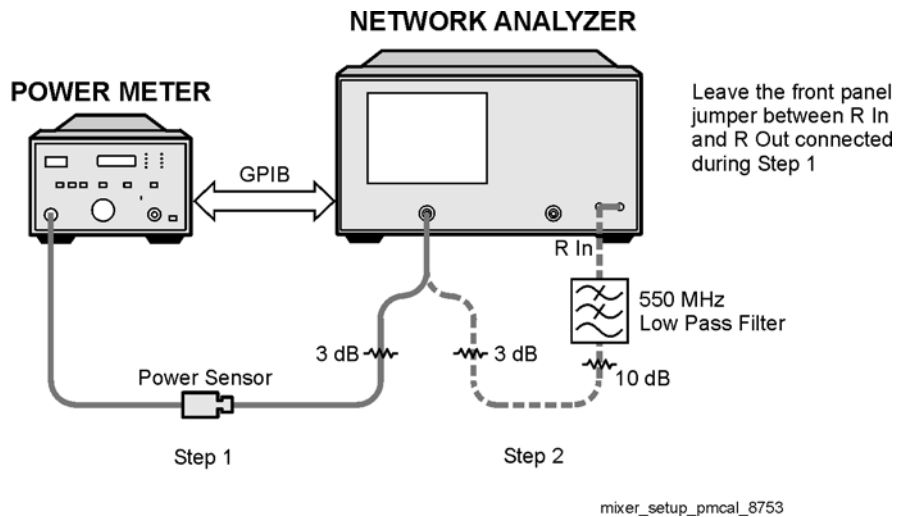 NETWORK ANALYZER
POWER METER
Leave the front panel
jumper between R In
and R Out connected
during Step 1
GPIB
R In
550 MHz
Low Pass Filter
3 dB
3 dB
10 dB
Power Sensor
Step 1
Step 2
mixer_setup_pmcal_8753